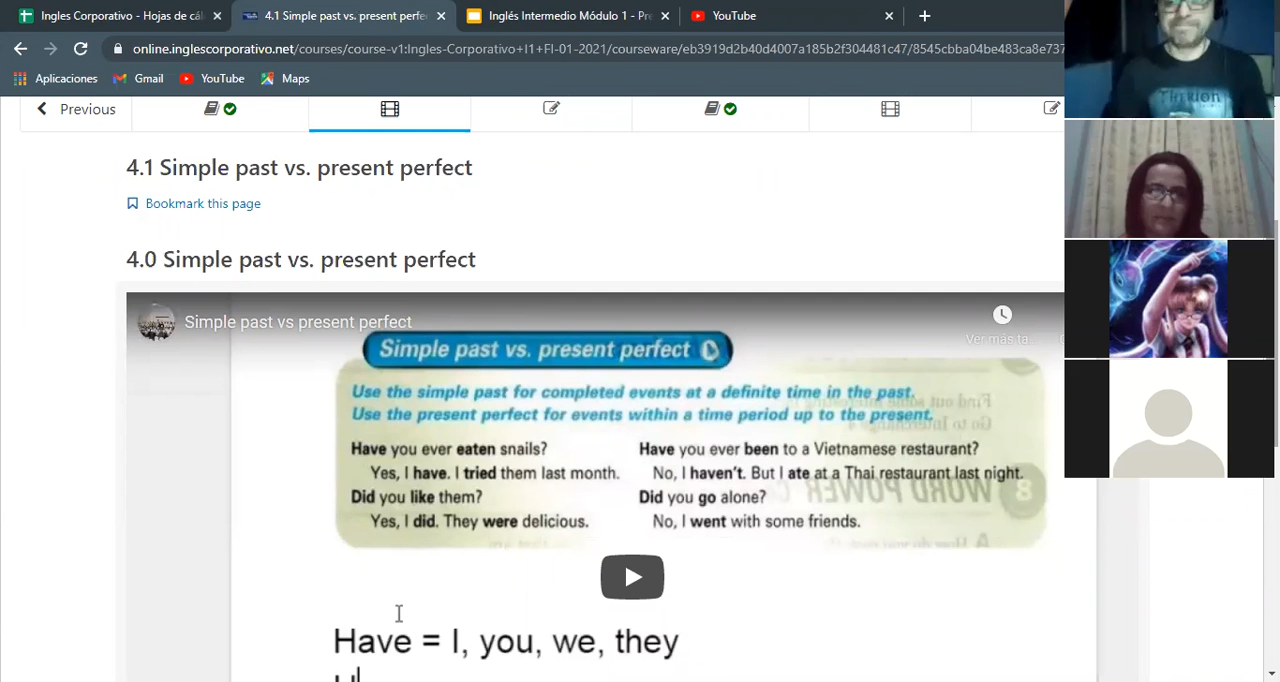 Ingles Corporativo - Hojas de cál
4.1 Simple past vs. present perfe
Inglés Intermedio Módulo 1 - Pre
YouTube
online.inglescorporativo.net/courses/course-v1:Ingles-Corporativo+I1+FI-01-2021/courseware/eb3919d2b40d4007a185b2f304481c47/8545cbba04be483ca8e737
Aplicaciones Gmail YouTube Maps
Previous
4.1 Simple past vs. present perfect
Bookmark this page
4.0 Simple past vs. present perfect
Simple past vs present perfect
Ver más ta...
Simple past vs. present perfect
Use the simple past for completed events at a definite time in the past.
Use the present perfect for events within a time period up to the present.
Have you ever eaten snails?
Yes, I have. I tried them last month.
Did you like them?
Yes, I did. They were delicious.
Have you ever been to a Vietnamese restaurant?
No, I haven't. But I ate at a Thai restaurant last night.
Did you go alone?
No, I went with some friends.
Have = I, you, we, they
THERION